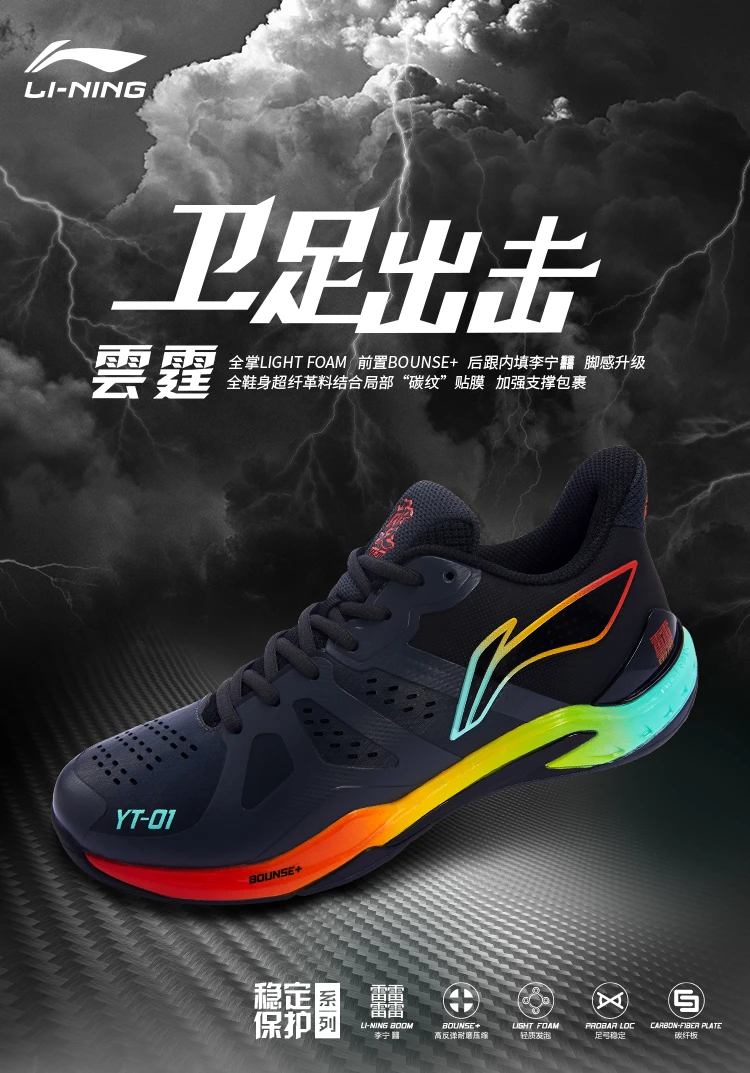 LI-NING
卫足出击
雲霆
全掌LIGHT FOAM 前置BOUNSE+ 后跟内填李宁䨻 脚感升级
全鞋身超纤革料结合局部“碳纹”贴膜 加强支撑包裹
YT-01
BOUNSE+
稳定保护系列
䨻
LI-NING BOOM
李宁 䨻
BOUNSE+
高反弹耐磨压缩
LIGHT FOAM
轻质发泡
PROBAR LOC
足弓稳定
CARBON-FIBER PLATE
碳纤板